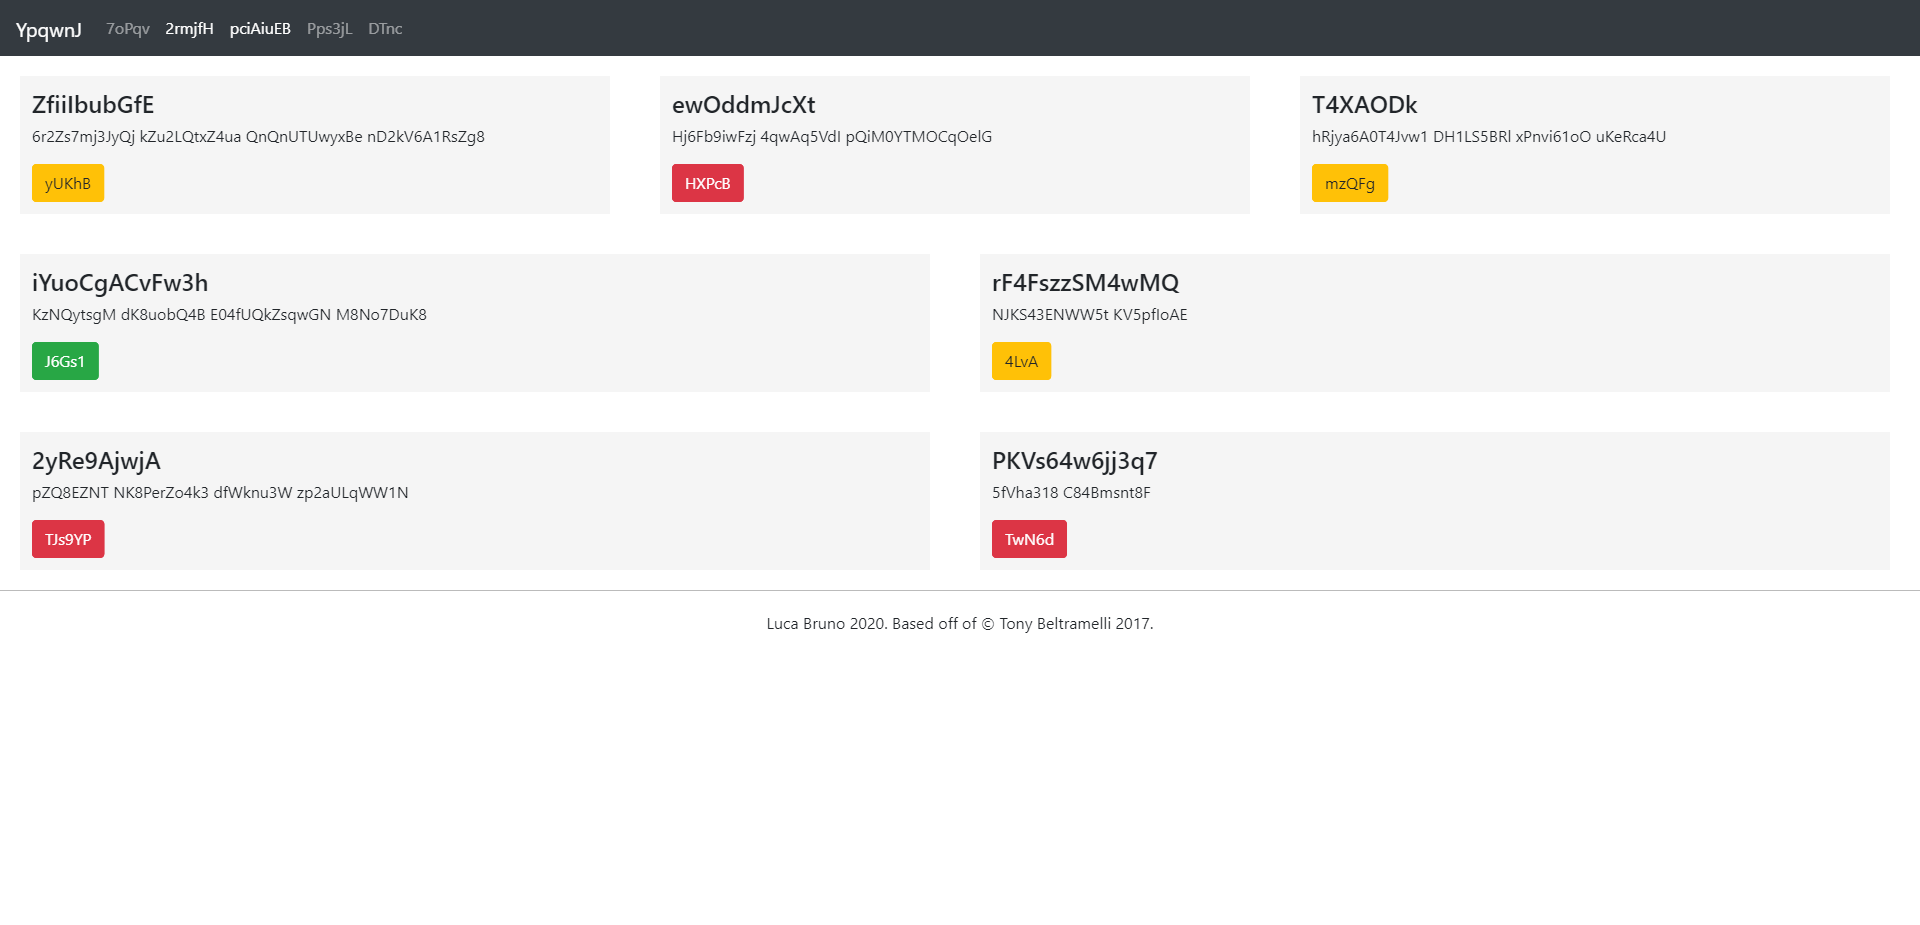 YpqwnJ 7oPqv 2rmjfH pciAiuEB Pps3jL DTnc
ZfiiIbubGfE
6r2Zs7mj3JyQj kZu2LQtxZ4ua QnQnUTUwyxBe nD2kV6A1RsZg8
yUKhB
ewOddmJcXt
Hj6Fb9iwFzj 4qwAq5VdI pQiM0YTMOCqOelG
HXPcB
T4XAODk
hRjya6A0T4Jvw1 DH1LS5BRl xPnvi61oO uKeRca4U
mzQFg
iYuoCgACvFw3h
KzNQytsgM dK8uobQ4B E04fUQkZsqwGN M8No7DuK8
J6Gs1
rF4FszzSM4wMQ
NJKS43ENWW5t KV5pfIoAE
4LvA
2yRe9AjwjA
pZQ8EZNT NK8PerZo4k3 dfWknu3W zp2aULqWW1N
TJs9YP
PKVs64w6jj3q7
5fVha318 C84Bmsnt8F
TwN6d
Luca Bruno 2020. Based off of © Tony Beltramelli 2017.